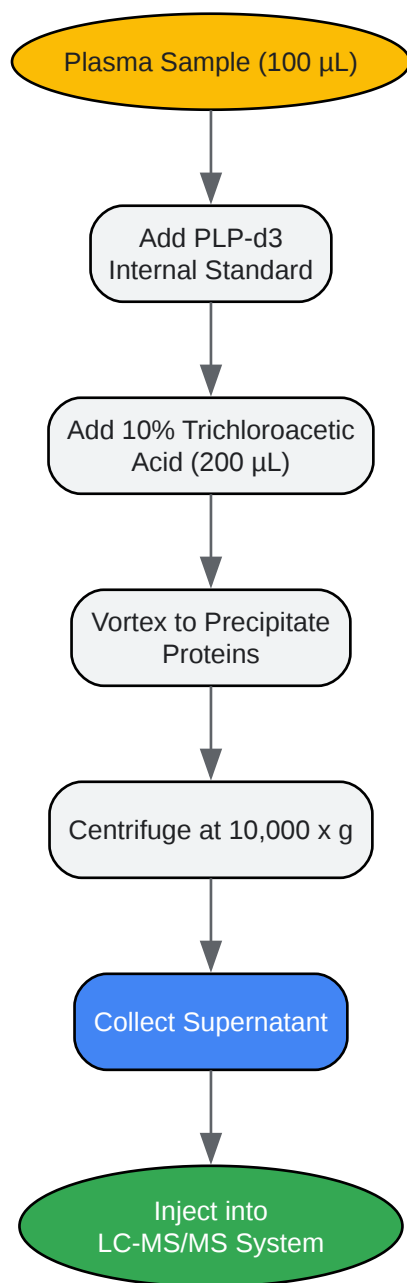 Plasma Sample (100 µL)
Add PLP-d3
Internal Standard
Add 10% Trichloroacetic
Acid (200 µL)
Vortex to Precipitate
Proteins
Centrifuge at 10,000 x g
Collect Supernatant
Inject into
LC-MS/MS System